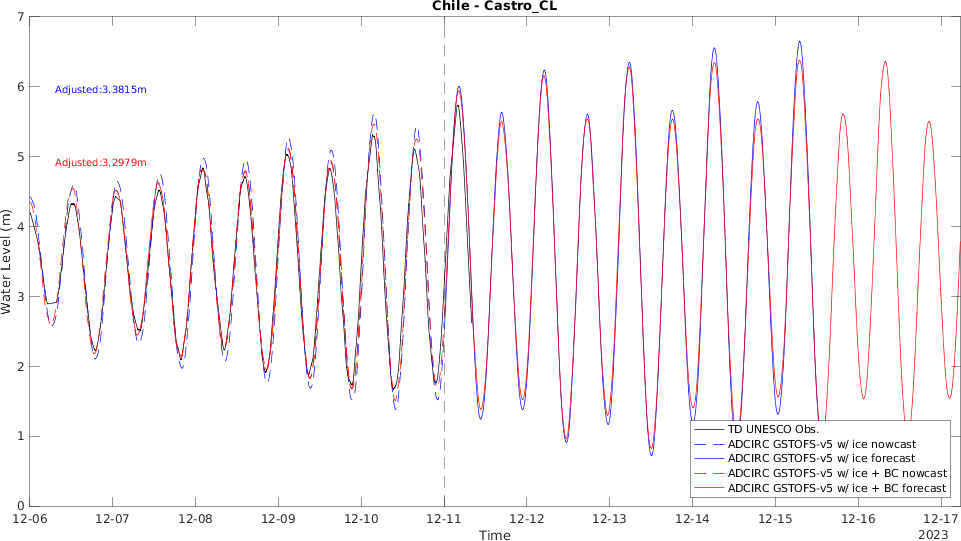 Chile - Castro_CL
7
6
5
4
3
2
1
0
Water Level (m)
Adjusted:3.3815m
Adjusted:3.2979m
TD UNESCO Obs.
ADCIRC GSTOFS-v5 w/ ice nowcast
ADCIRC GSTOFS-v5 w/ ice forecast
ADCIRC GSTOFS-v5 w/ ice + BC nowcast
ADCIRC GSTOFS-v5 w/ ice + BC forecast
12-06 12-07 12-08 12-09 12-10 12-11 12-12 12-13 12-14 12-15 12-16 12-17
Time
2023